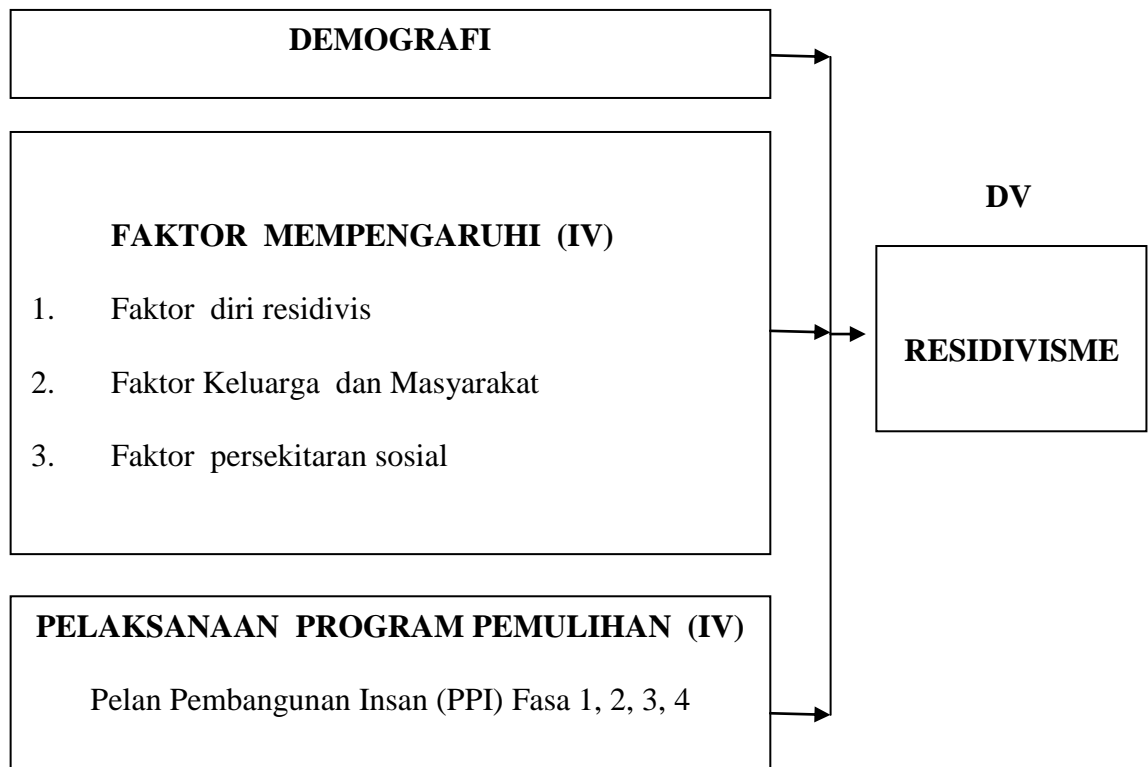 DEMOGRAFI
FAKTOR MEMPENGARUHI (IV)
1. Faktor diri residivis
2. Faktor Keluarga dan Masyarakat
3. Faktor persekitaran sosial
PELAKSANAAN PROGRAM PEMULIHAN (IV)
Pelan Pembangunan Insan (PPI) Fasa 1, 2, 3, 4
DV
RESIDIVISME